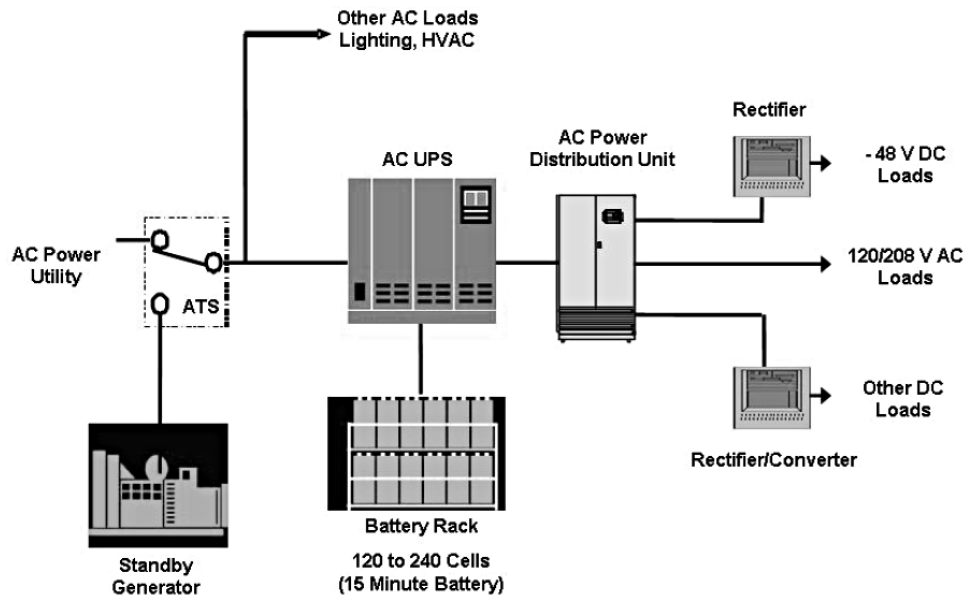 Other AC Loads
Lighting, HVAC
Rectifier
AC UPS
AC Power
Distribution Unit
- 48 V DC
Loads
AC Power
Utility
ATS
120/208 V AC
Loads
Other DC
Loads
Rectifier/Converter
Battery Rack
120 to 240 Cells
(15 Minute Battery)
Standby
Generator